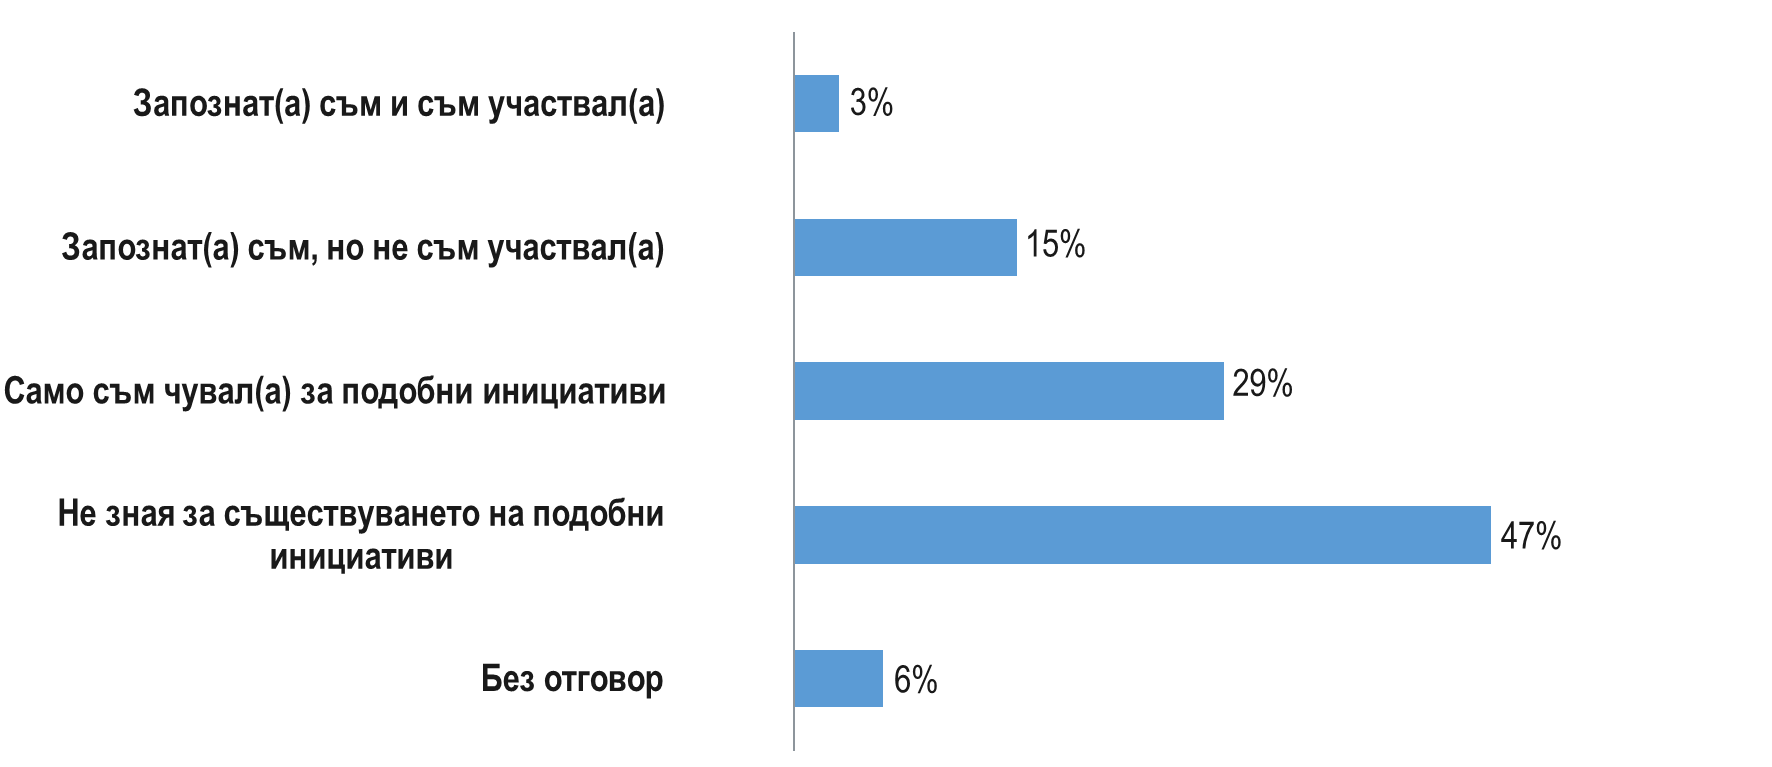 Запознат(а) съм и съм участвал(а)
3%
Запознат(а) съм, но не съм участвал(а)
15%
Само съм чувал(а) за подобни инициативи
29%
Не зная за съществуването на подобни
инициативи
47%
Без отговор
6%